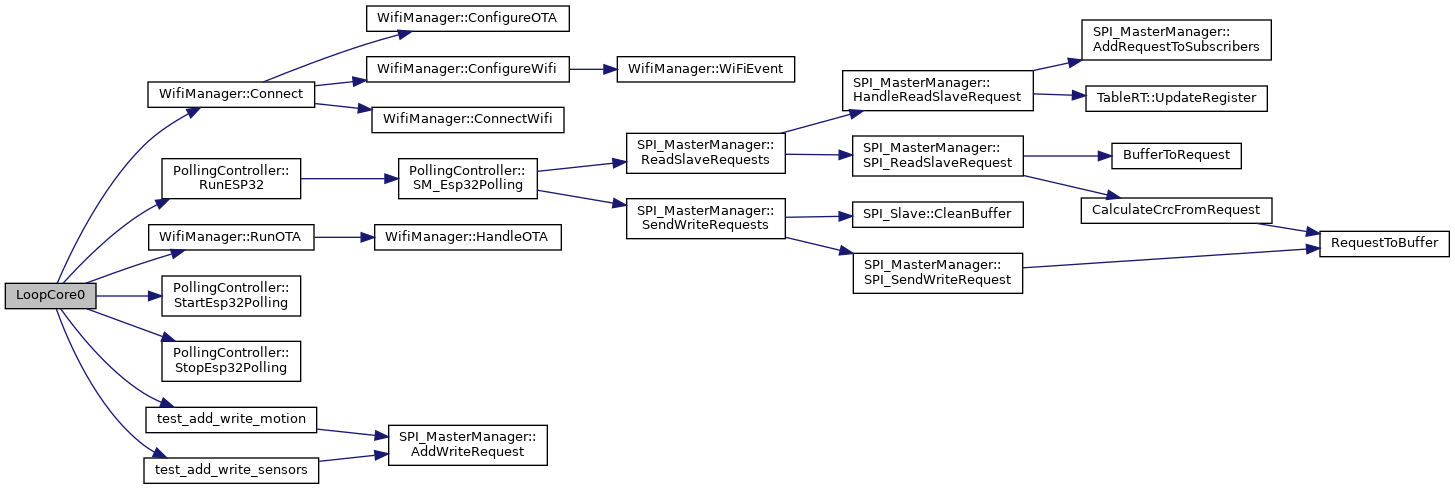 LoopCore0
WifiManager::Connect
PollingController::
RunESP32
WifiManager::RunOTA
PollingController::
StartEsp32Polling
PollingController::
StopEsp32Polling
test_add_write_motion
test_add_write_sensors
WifiManager::ConfigureOTA
WifiManager::ConfigureWifi
WifiManager::ConnectWifi
PollingController::
SM_Esp32Polling
WifiManager::HandleOTA
SPI_MasterManager::
AddWriteRequest
WifiManager::WiFiEvent
SPI_MasterManager::
ReadSlaveRequests
SPI_MasterManager::
SendWriteRequests
SPI_MasterManager::
HandleReadSlaveRequest
SPI_MasterManager::
SPI_ReadSlaveRequest
SPI_Slave::CleanBuffer
SPI_MasterManager::
SPI_SendWriteRequest
SPI_MasterManager::
AddRequestToSubscribers
TableRT::UpdateRegister
BufferToRequest
CalculateCrcFromRequest
RequestToBuffer